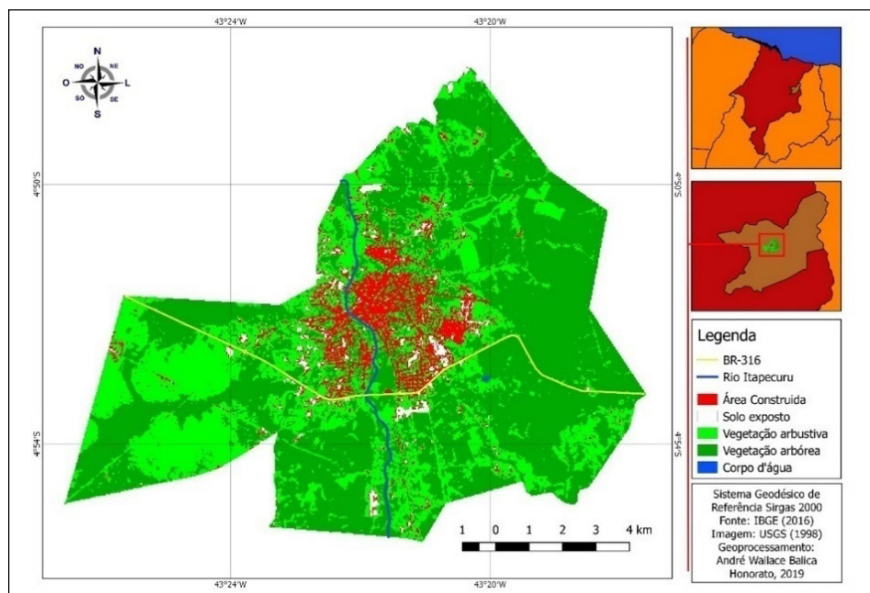 43°24'W
43°20'W
N
NO
NE
O
L
SO
SE
S
4°50'S
4°50'S
4°54'S
4°54'S
1 0 1 2 3 4 km
43°24'W
43°20'W
Legenda
BR-316
Rio Itapecuru
Área Construida
Solo exposto
Vegetação arbustiva
Vegetação arbórea
Corpo d'água
Sistema Geodésico de
Referência Sirgas 2000
Fonte: IBGE (2016)
Imagem: USGS (1998)
Geoprocessamento:
André Wallace Balica
Honorato, 2019